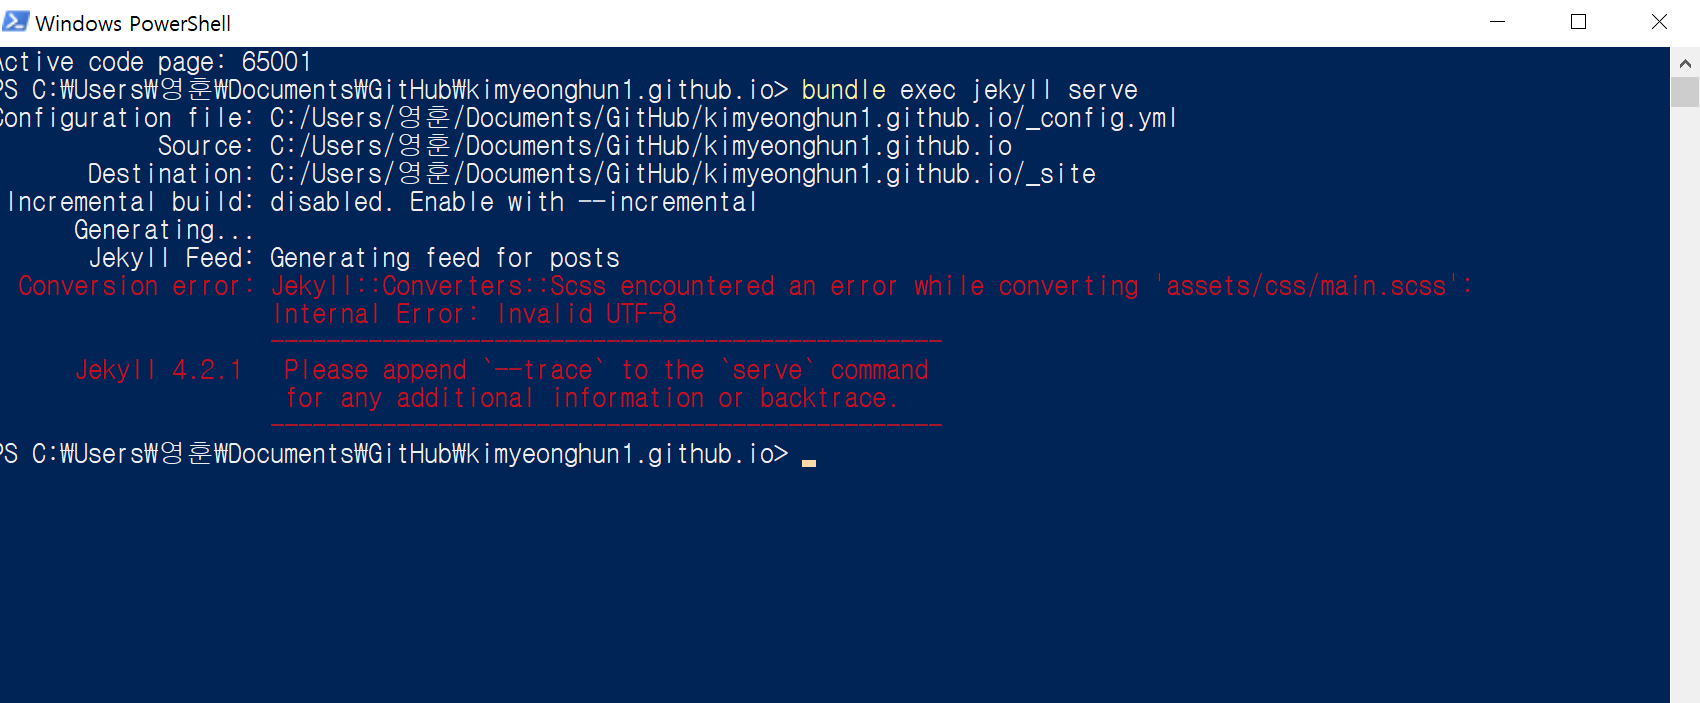 Windows PowerShell
Active code page: 65001
PS C:₩Users₩영훈₩Documents₩GitHub₩kimyeonghun1.github.io> bundle exec jekyll serve
Configuration file: C:/Users/영훈/Documents/GitHub/kimyeonghun1.github.io/_config.yml
Source: C:/Users/영훈/Documents/GitHub/kimyeonghun1.github.io
Destination: C:/Users/영훈/Documents/GitHub/kimyeonghun1.github.io/_site
Incremental build: disabled. Enable with --incremental
Generating...
Jekyll Feed: Generating feed for posts
Conversion error: Jekyll::Converters::Scss encountered an error while converting 'assets/css/main.scss':
Internal Error: Invalid UTF-8
------------------------------------------------
Jekyll 4.2.1 Please append `--trace` to the `serve` command
for any additional information or backtrace.
------------------------------------------------
PS C:₩Users₩영훈₩Documents₩GitHub₩kimyeonghun1.github.io>